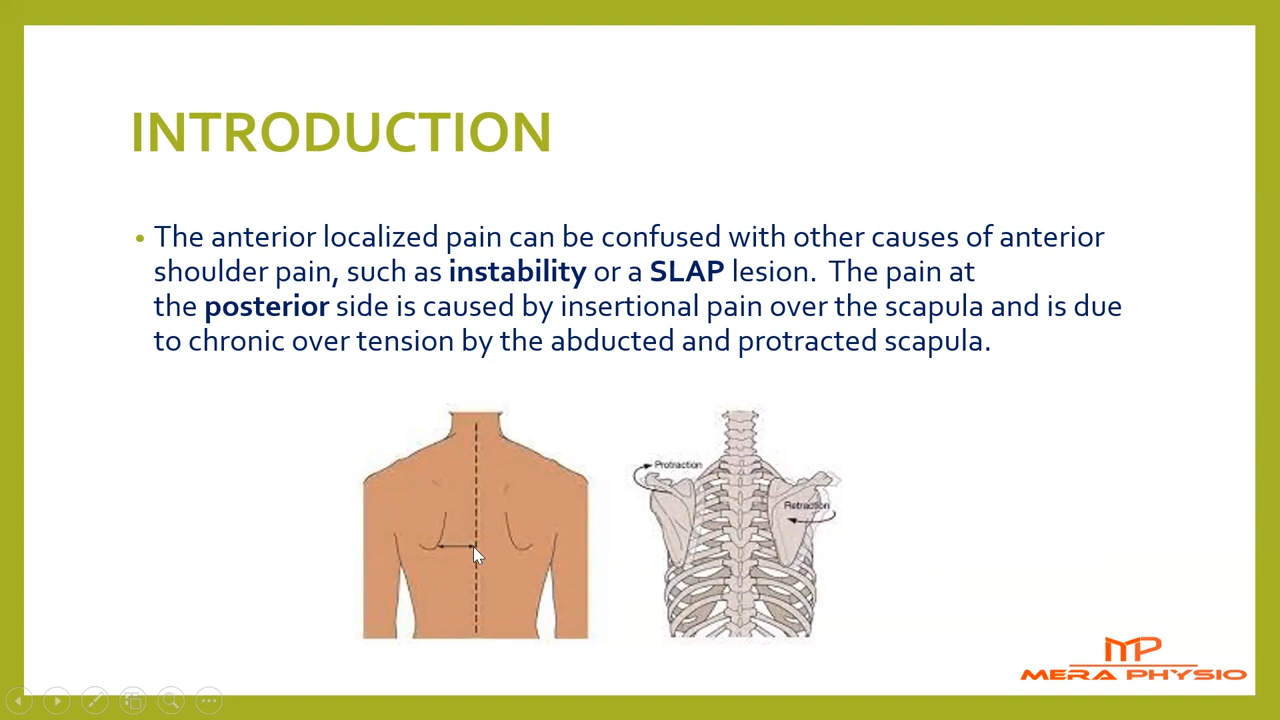 INTRODUCTION
• The anterior localized pain can be confused with other causes of anterior
shoulder pain, such as instability or a SLAP lesion.  The pain at
the posterior side is caused by insertional pain over the scapula and is due
to chronic over tension by the abducted and protracted scapula.
Protraction
Retraction
MP
MERA PHYSIO